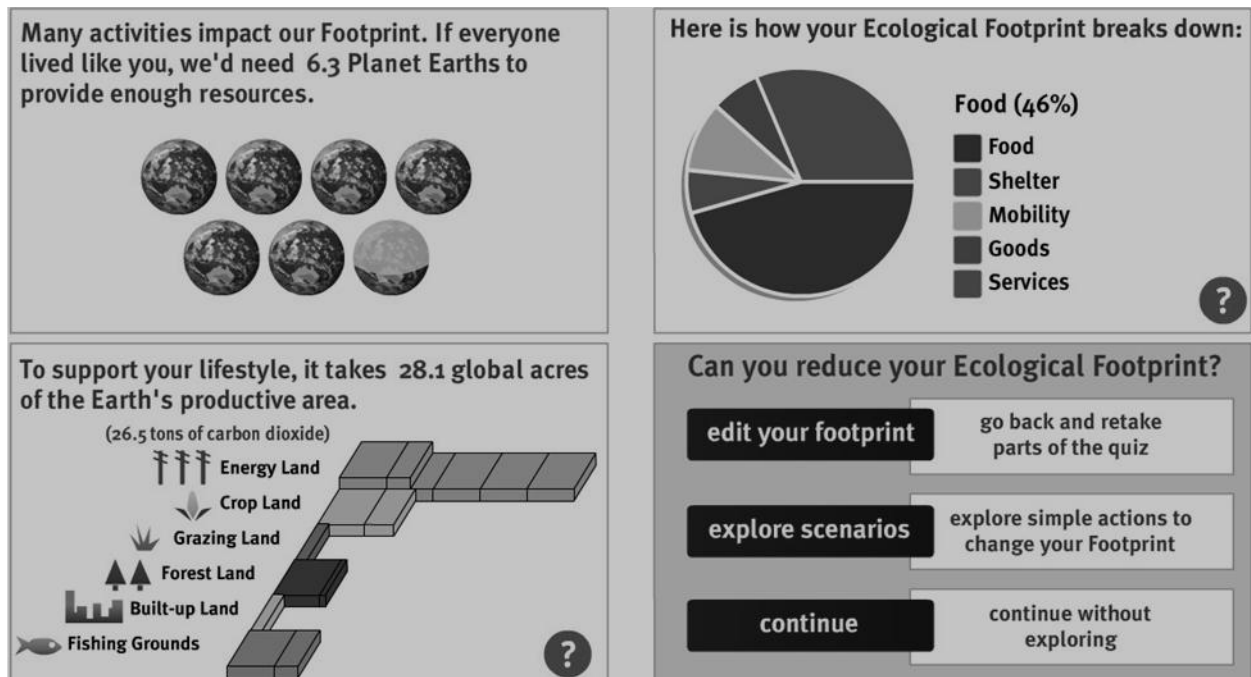 Many activities impact our Footprint. If everyone
lived like you, we'd need 6.3 Planet Earths to
provide enough resources.
Here is how your Ecological Footprint breaks down:
Food (46%)
Food
Shelter
Mobility
Goods
Services
?
To support your lifestyle, it takes 28.1 global acres
of the Earth's productive area.
(26.5 tons of carbon dioxide)
Energy Land
Crop Land
Grazing Land
Forest Land
Built-up Land
Fishing Grounds
?
Can you reduce your Ecological Footprint?
edit your footprint
go back and retake
parts of the quiz
explore scenarios
explore simple actions to
change your Footprint
continue
continue without
exploring